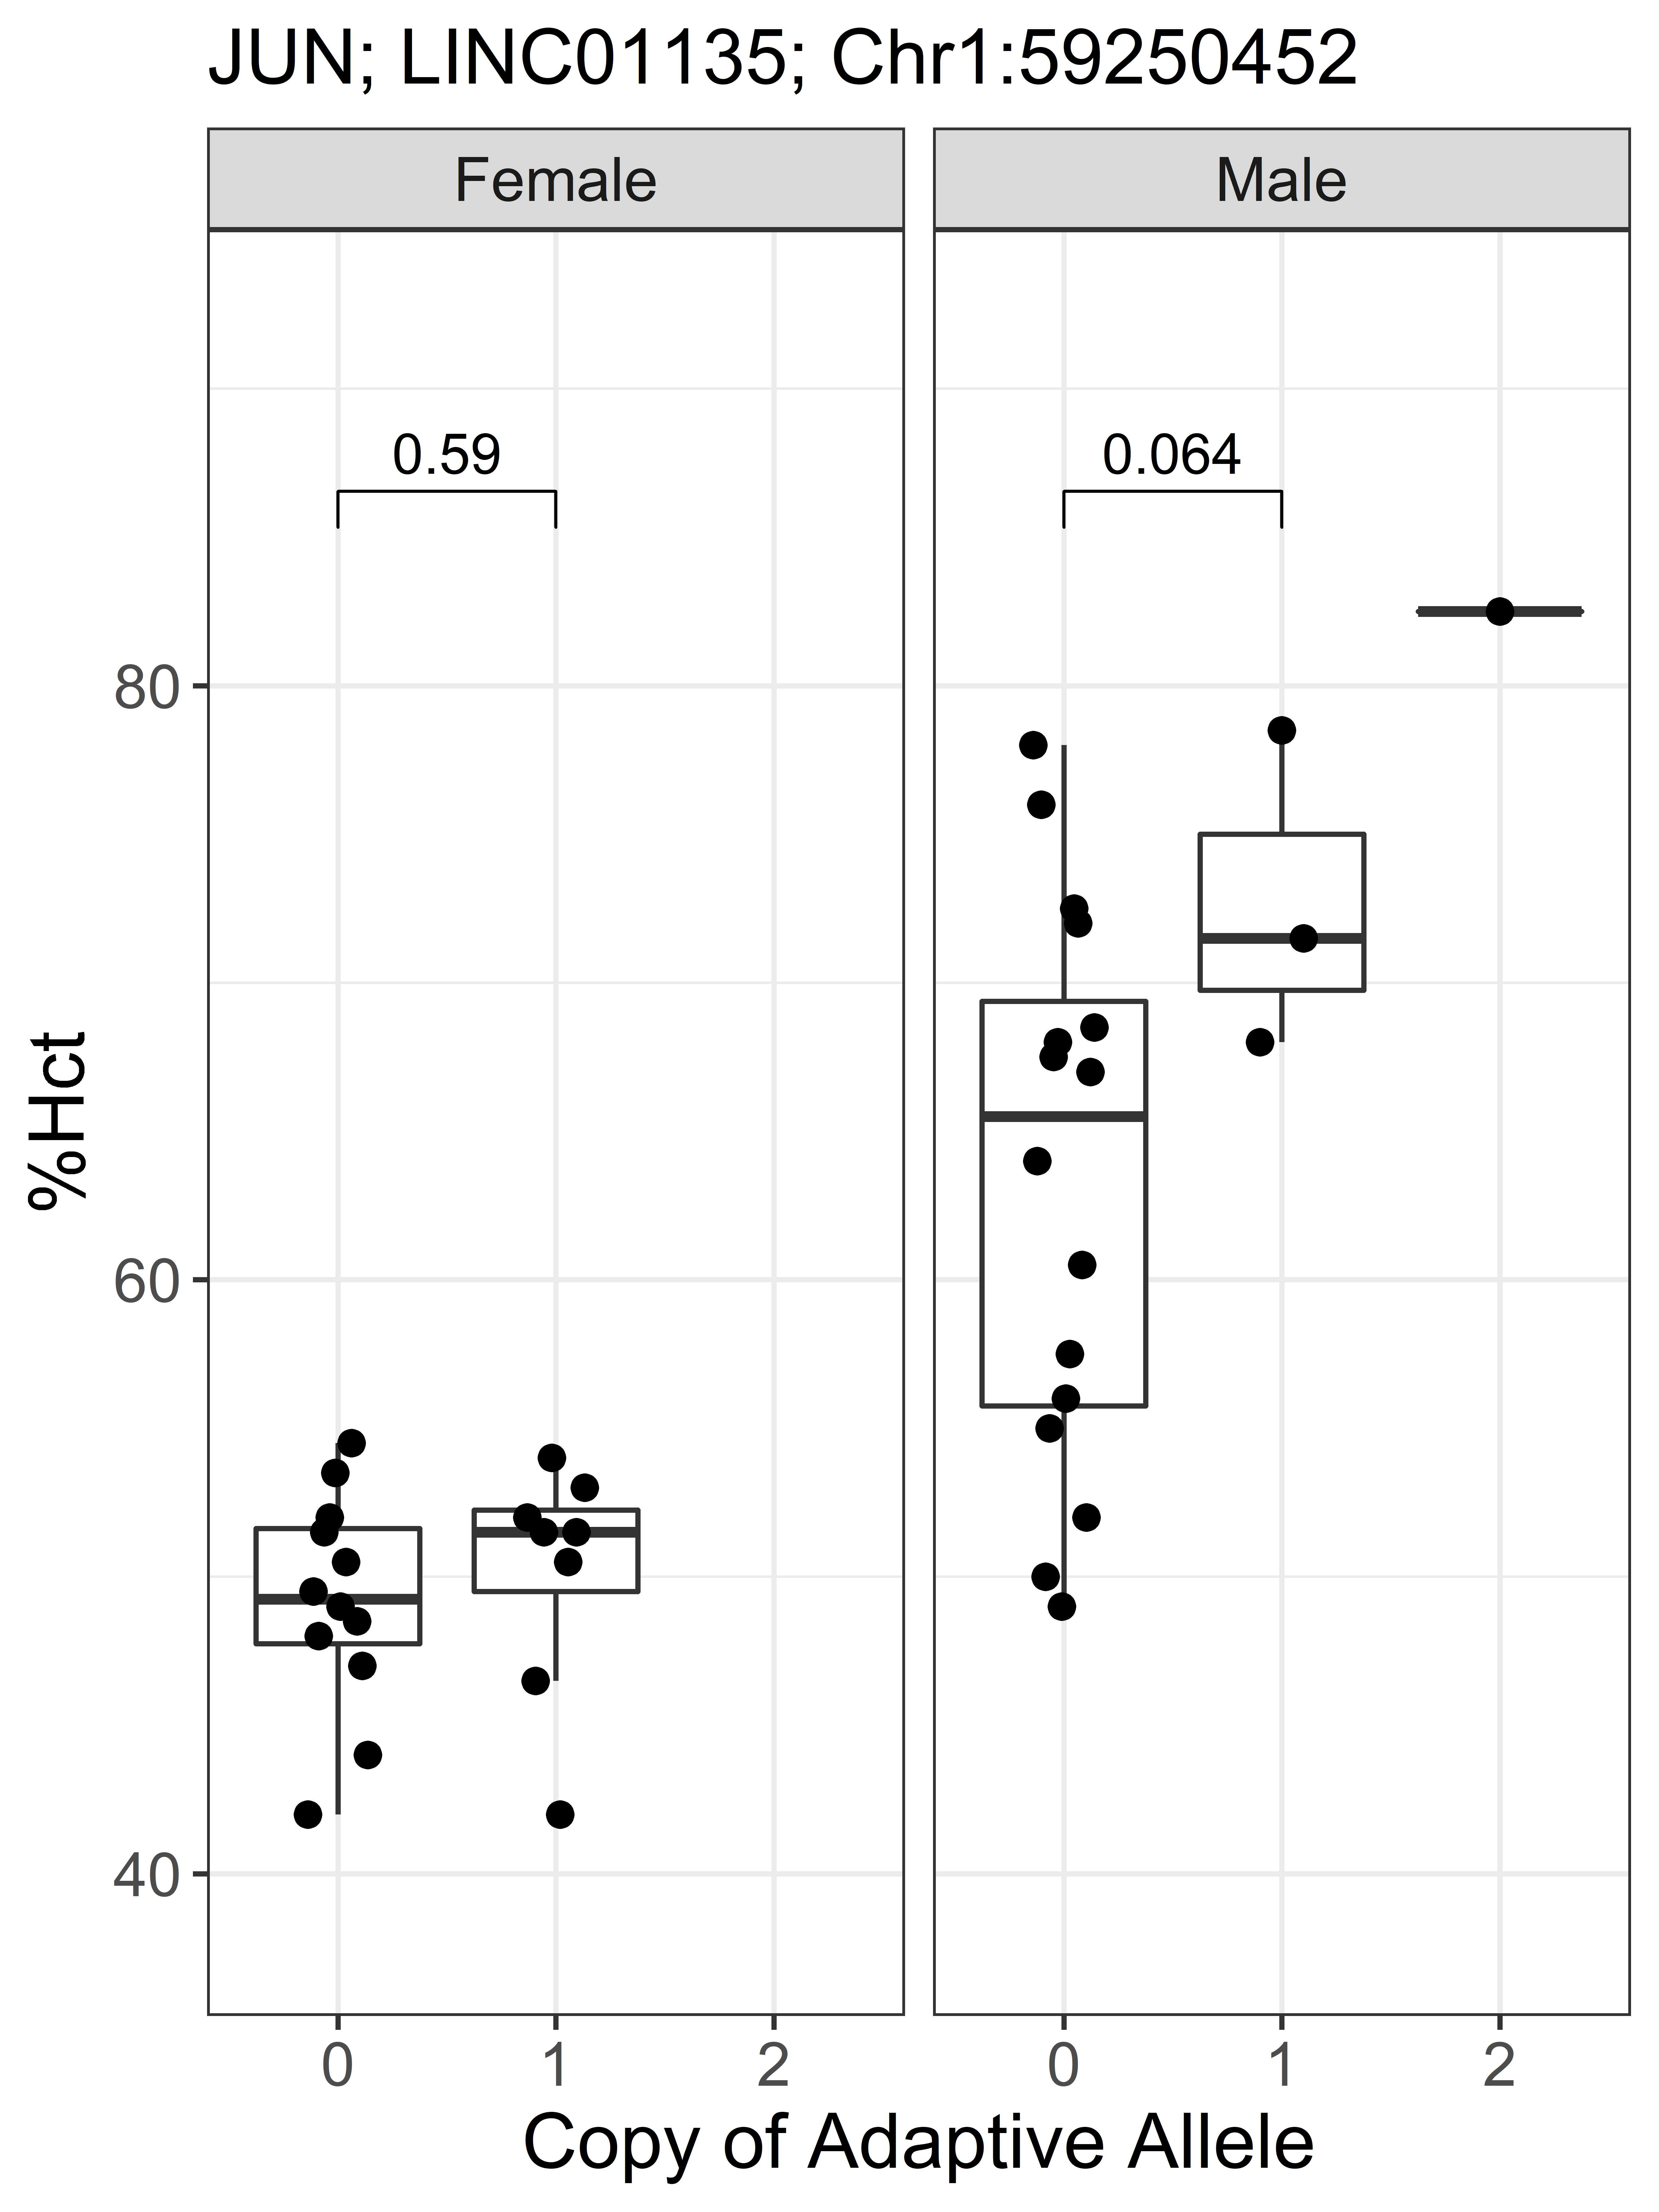 JUN; LINC01135; Chr1:59250452
Female Male
0.59 0.064
80
60
40
%Hct
0 1 2 0 1 2
Copy of Adaptive Allele